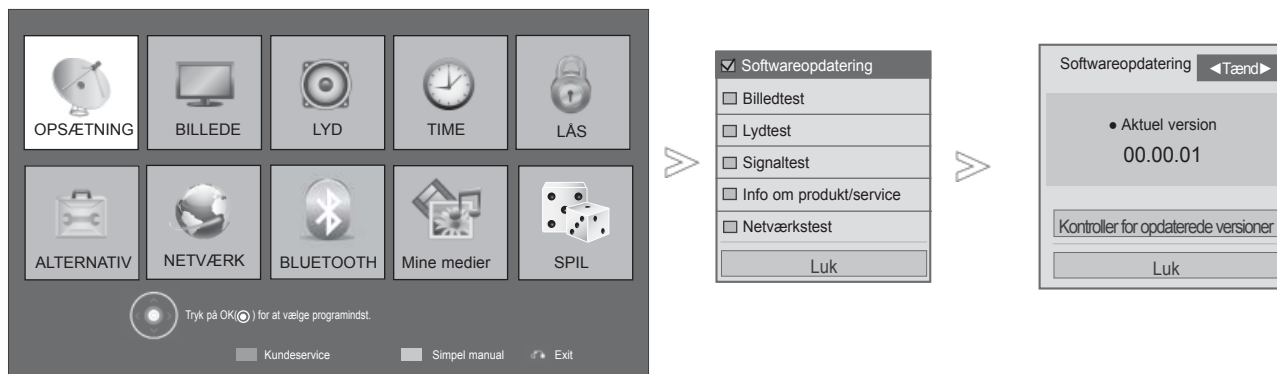 OPSÆTNING BILLEDE LYD TIME LÅS
ALTERNATIV NETVÆRK BLUETOOTH Mine medier SPIL
Tryk på OK(◉) for at vælge programindst.
Kundeservice Simpel manual Exit
Softwareopdatering
Billedtest
Lydtest
Signaltest
Info om produkt/service
Netværkstest
Luk
Softwareopdatering ◄Tænd►
● Aktuel version
00.00.01
Kontroller for opdaterede versioner
Luk